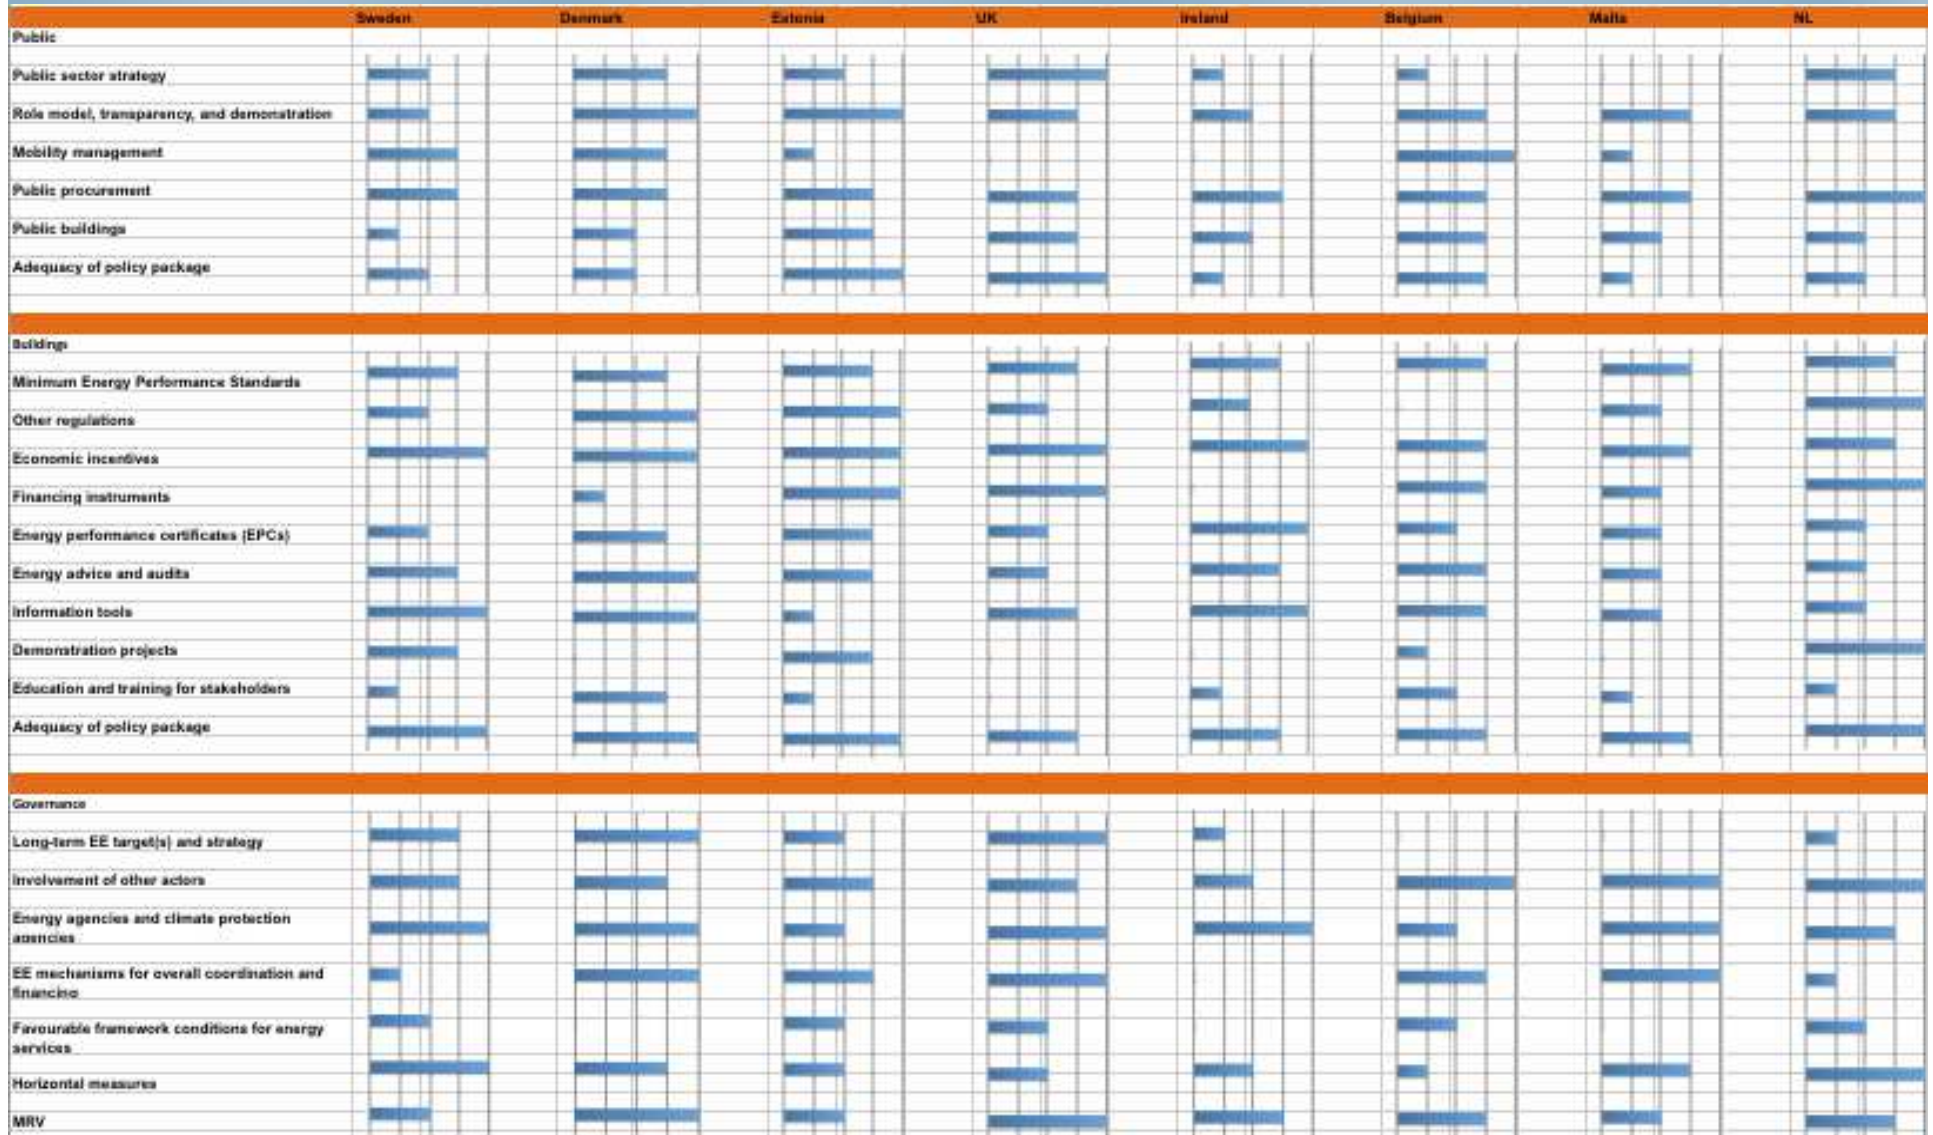 Sweden Denmark Estonia UK Ireland Belgium Malta NL
Public
Public sector strategy
Role model, transparency, and demonstration
Mobility management
Public procurement
Public buildings
Adequacy of policy package
Buildings
Minimum Energy Performance Standards
Other regulations
Economic incentives
Financing instruments
Energy performance certificates (EPCs)
Energy advice and audits
Information tools
Demonstration projects
Education and training for stakeholders
Adequacy of policy package
Governance
Long-term EE target(s) and strategy
Involvement of other actors
Energy agencies and climate protection
agencies
EE mechanisms for overall coordination and
financing
Favourable framework conditions for energy
services
Horizontal measures
MRV